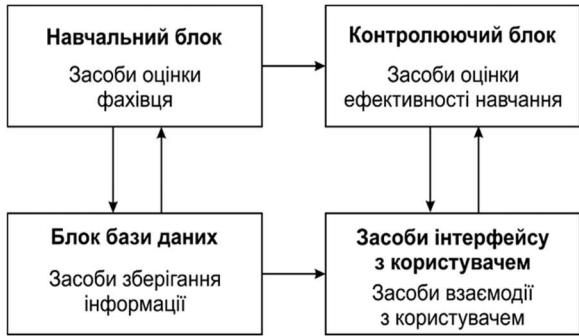 Навчальний блок
Засоби оцінки
фахівця
Контролюючий блок
Засоби оцінки
ефективності навчання
Блок бази даних
Засоби зберігання
інформації
Засоби інтерфейсу
з користувачем
Засоби взаємодії
з користувачем